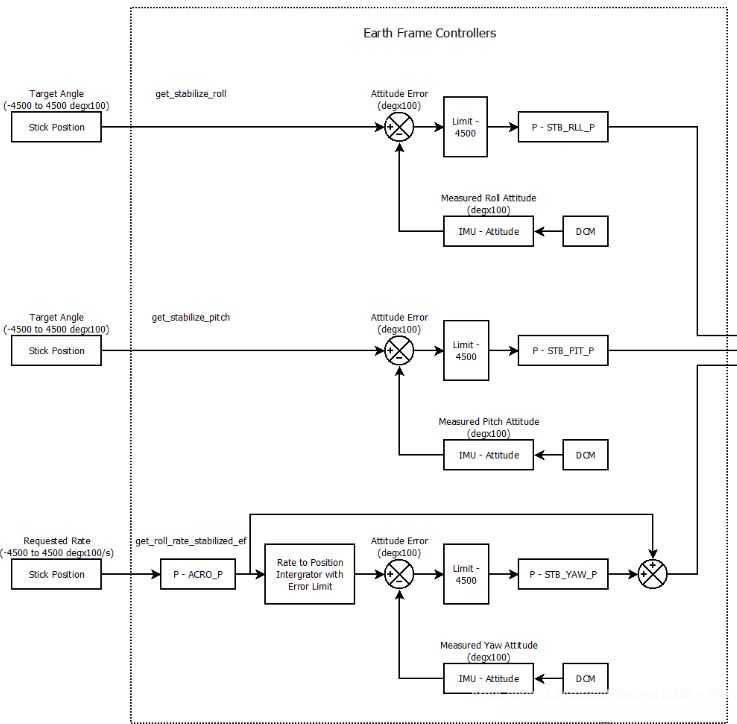 Earth Frame Controllers
Target Angle
(-4500 to 4500 degx100)
get_stabilize_roll
Attitude Error
(degx100)
Stick Position
+
−
Limit -
4500
P - STB_RLL_P
Measured Roll Attitude
(degx100)
IMU - Attitude
DCM
Target Angle
(-4500 to 4500 degx100)
get_stabilize_pitch
Attitude Error
(degx100)
Stick Position
+
−
Limit -
4500
P - STB_PIT_P
Measured Pitch Attitude
(degx100)
IMU - Attitude
DCM
Requested Rate
(-4500 to 4500 degx100/s)
get_roll_rate_stabilized_ef
Attitude Error
(degx100)
Stick Position
P - ACRO_P
Rate to Position
Intergrator with
Error Limit
+
−
Limit -
4500
P - STB_YAW_P
+
+
Measured Yaw Attitude
(degx100)
IMU - Attitude
DCM